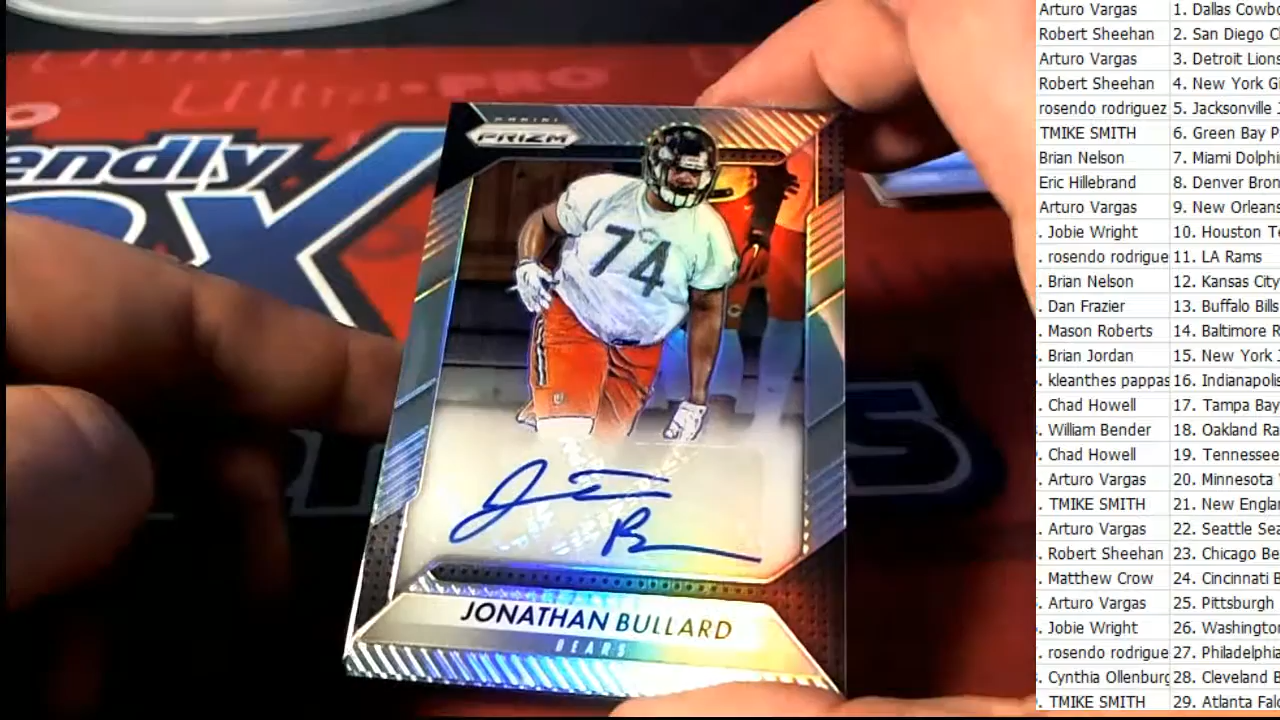 PANINI
PRIZM
Ultra PRO
endly
74
JONATHAN BULLARD
BEARS
Arturo Vargas 1. Dallas Cowbo
Robert Sheehan 2. San Diego C
Arturo Vargas 3. Detroit Lions
Robert Sheehan 4. New York Gi
rosendo rodriguez 5. Jacksonville J
TMIKE SMITH 6. Green Bay P
Brian Nelson 7. Miami Dolphi
Eric Hillebrand 8. Denver Bron
Arturo Vargas 9. New Orleans
. Jobie Wright 10. Houston Te
. rosendo rodrigue 11. LA Rams
. Brian Nelson 12. Kansas City
. Dan Frazier 13. Buffalo Bills
. Mason Roberts 14. Baltimore R
. Brian Jordan 15. New York J
. kleanthes pappas 16. Indianapolis
. Chad Howell 17. Tampa Bay
. William Bender 18. Oakland Ra
. Chad Howell 19. Tennessee
. Arturo Vargas 20. Minnesota V
. TMIKE SMITH 21. New Englan
. Arturo Vargas 22. Seattle Sea
. Robert Sheehan 23. Chicago Be
. Matthew Crow 24. Cincinnati B
. Arturo Vargas 25. Pittsburgh
. Jobie Wright 26. Washington
. rosendo rodrigue 27. Philadelphia
. Cynthia Ollenburg 28. Cleveland B
. TMIKE SMITH 29. Atlanta Falc